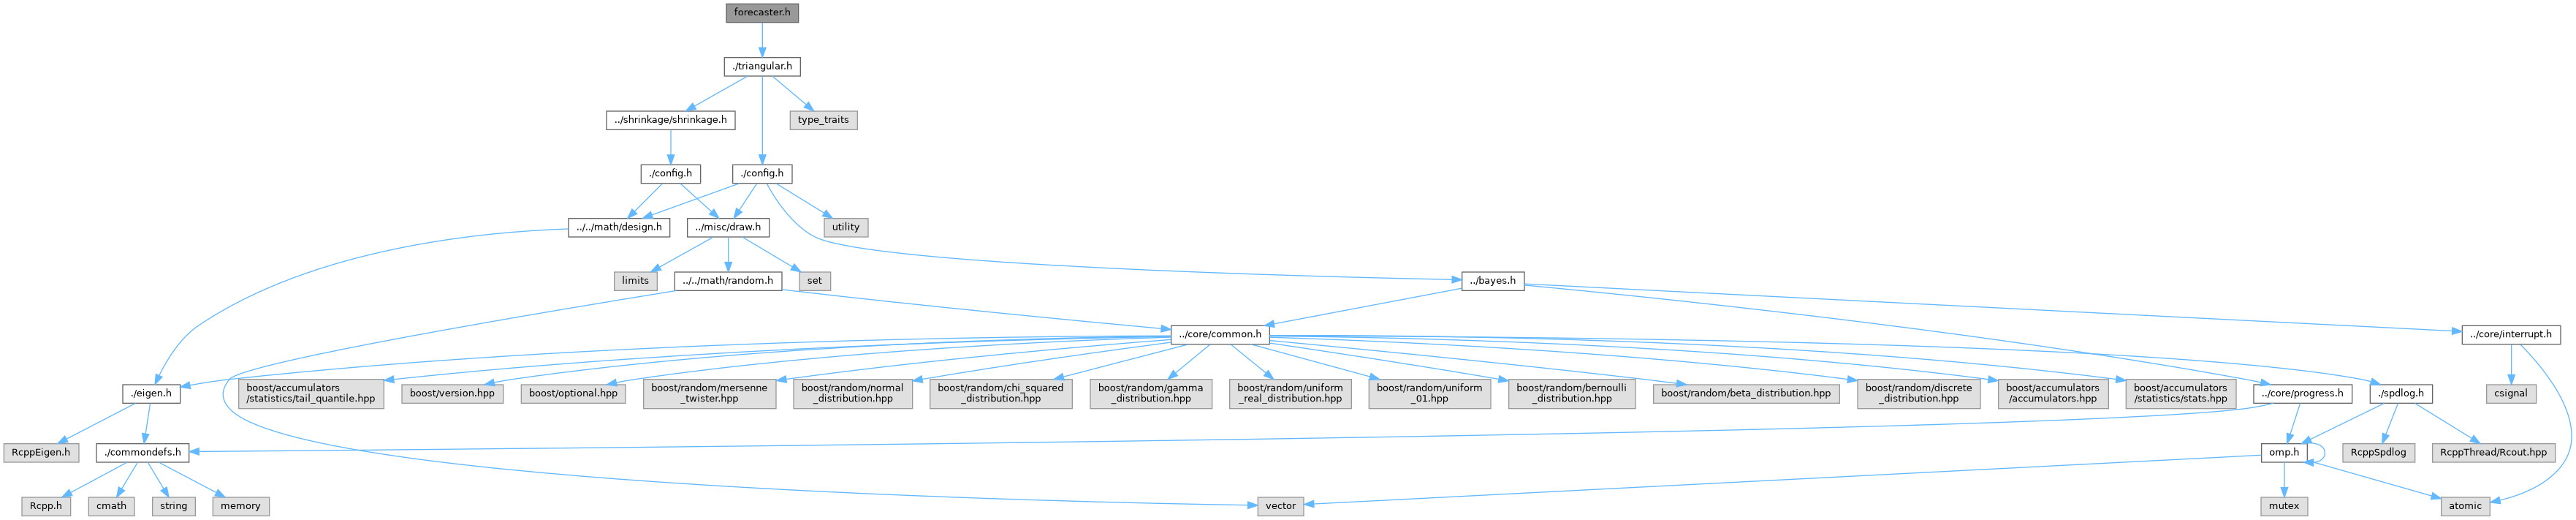 forecaster.h
./triangular.h
../shrinkage/shrinkage.h
type_traits
./config.h
./config.h
../../math/design.h
../misc/draw.h
utility
limits
../../math/random.h
set
../bayes.h
../core/common.h
../core/interrupt.h
./eigen.h
boost/accumulators
/statistics/tail_quantile.hpp
boost/version.hpp
boost/optional.hpp
boost/random/mersenne
_twister.hpp
boost/random/normal
_distribution.hpp
boost/random/chi_squared
_distribution.hpp
boost/random/gamma
_distribution.hpp
boost/random/uniform
_real_distribution.hpp
boost/random/uniform
_01.hpp
boost/random/bernoulli
_distribution.hpp
boost/random/beta_distribution.hpp
boost/random/discrete
_distribution.hpp
boost/accumulators
/accumulators.hpp
boost/accumulators
/statistics/stats.hpp
../core/progress.h
./spdlog.h
csignal
RcppEigen.h
./commondefs.h
omp.h
RcppSpdlog
RcppThread/Rcout.hpp
Rcpp.h
cmath
string
memory
vector
mutex
atomic